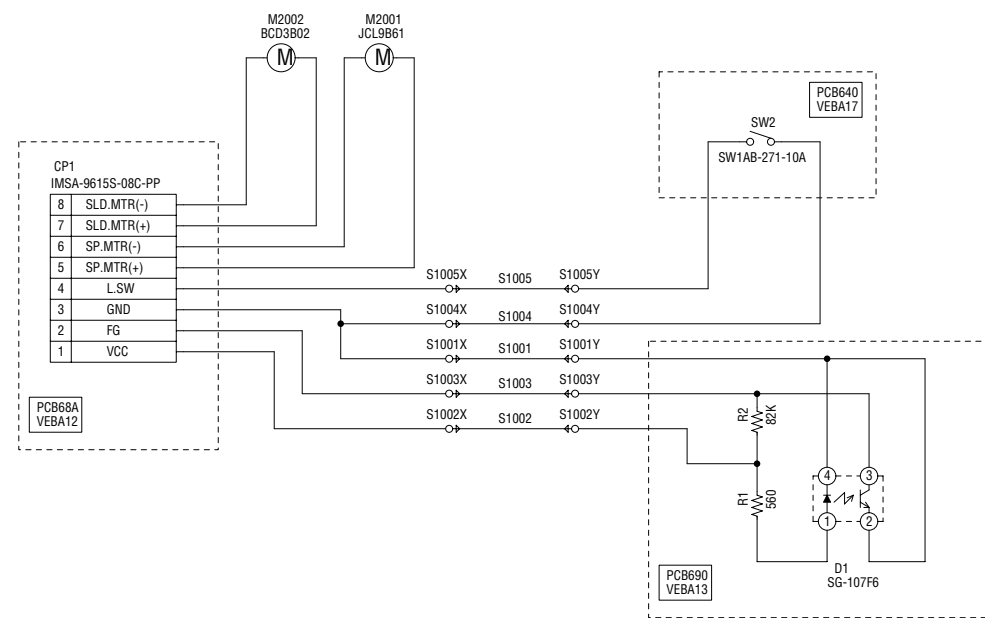 M2002
BCD3B02
M
M2001
JCL9B61
M
PCB640
VEBA17
SW2
SW1AB-271-10A
CP1
IMSA-9615S-08C-PP
8 SLD.MTR(-)
7 SLD.MTR(+)
6 SP.MTR(-)
5 SP.MTR(+)
4 L.SW
3 GND
2 FG
1 VCC
PCB68A
VEBA12
S1005X S1005 S1005Y
S1004X S1004 S1004Y
S1001X S1001 S1001Y
S1003X S1003 S1003Y
S1002X S1002 S1002Y
R2
82K
R1
560
4 3
1 2
D1
SG-107F6
PCB690
VEBA13